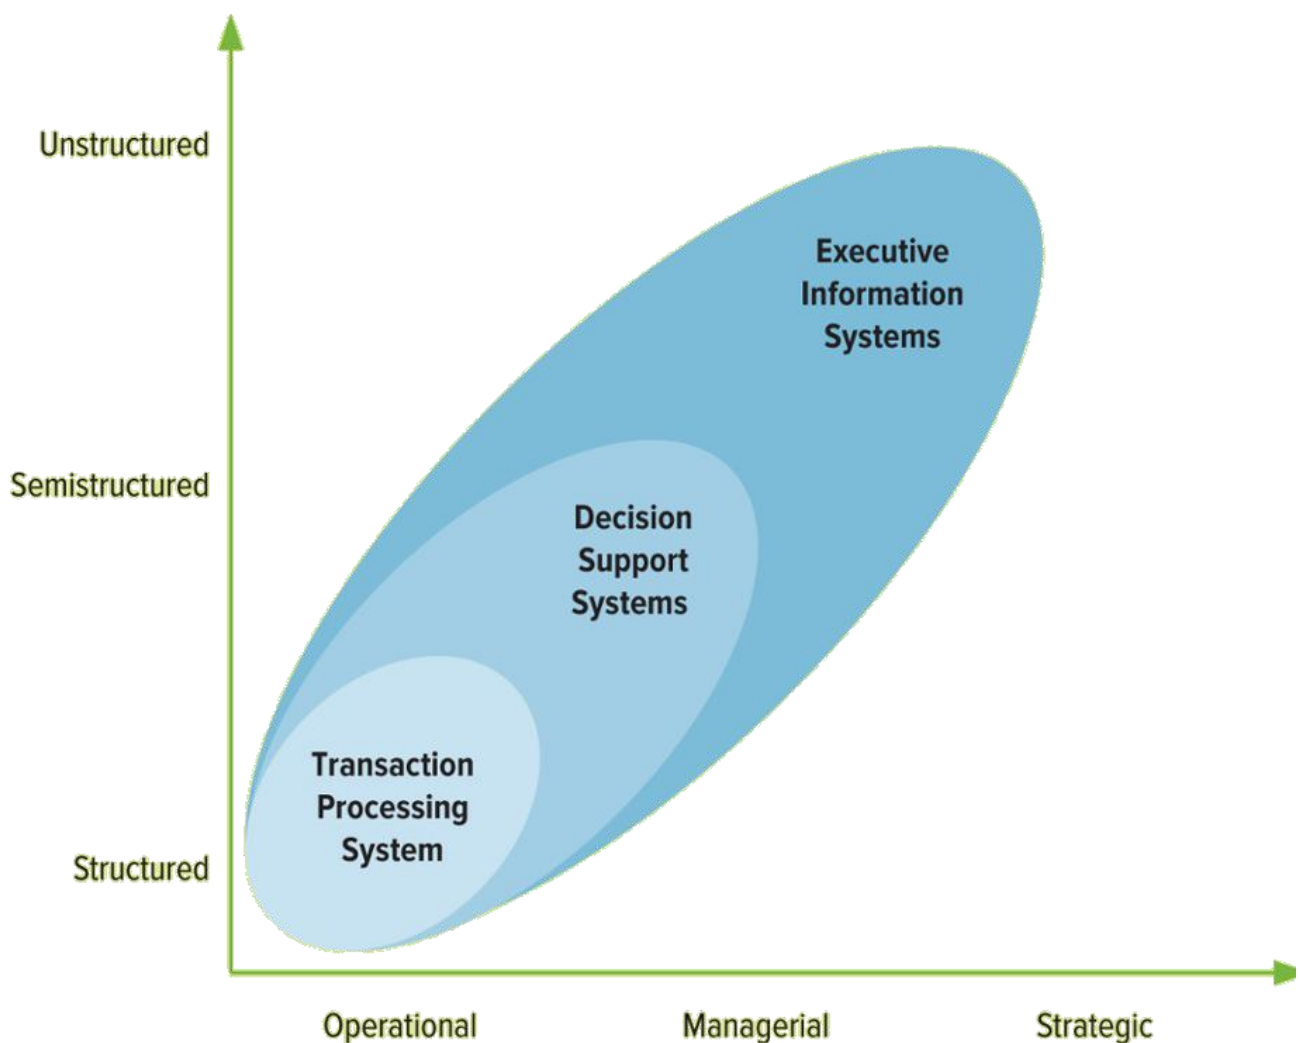 Unstructured
Executive
Information
Systems
Semistructured
Decision
Support
Systems
Transaction
Processing
System
Structured
Operational
Managerial
Strategic